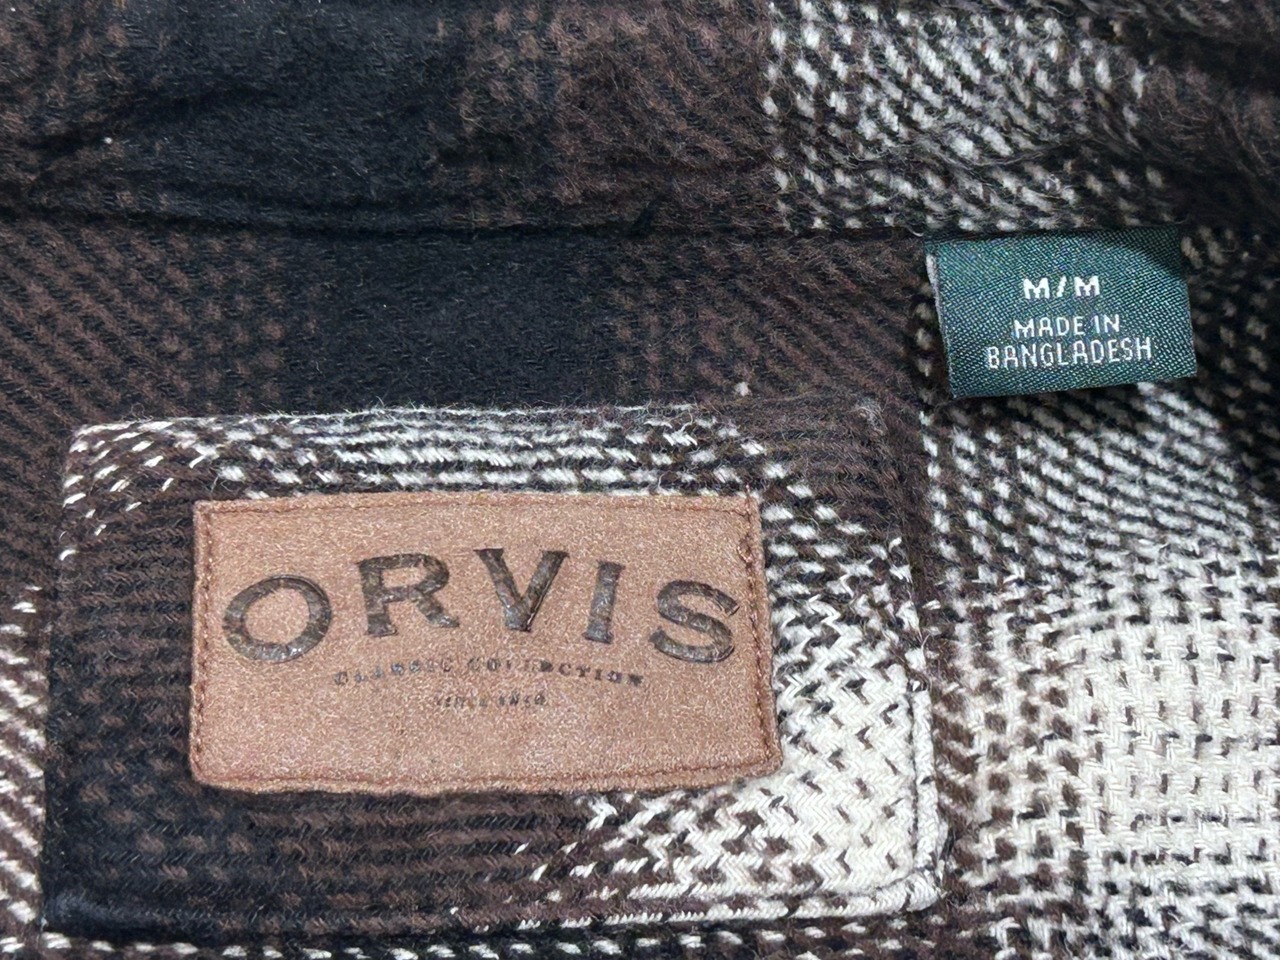 M/M
MADE IN
BANGLADESH
ORVIS
CLASSIC COLLECTION